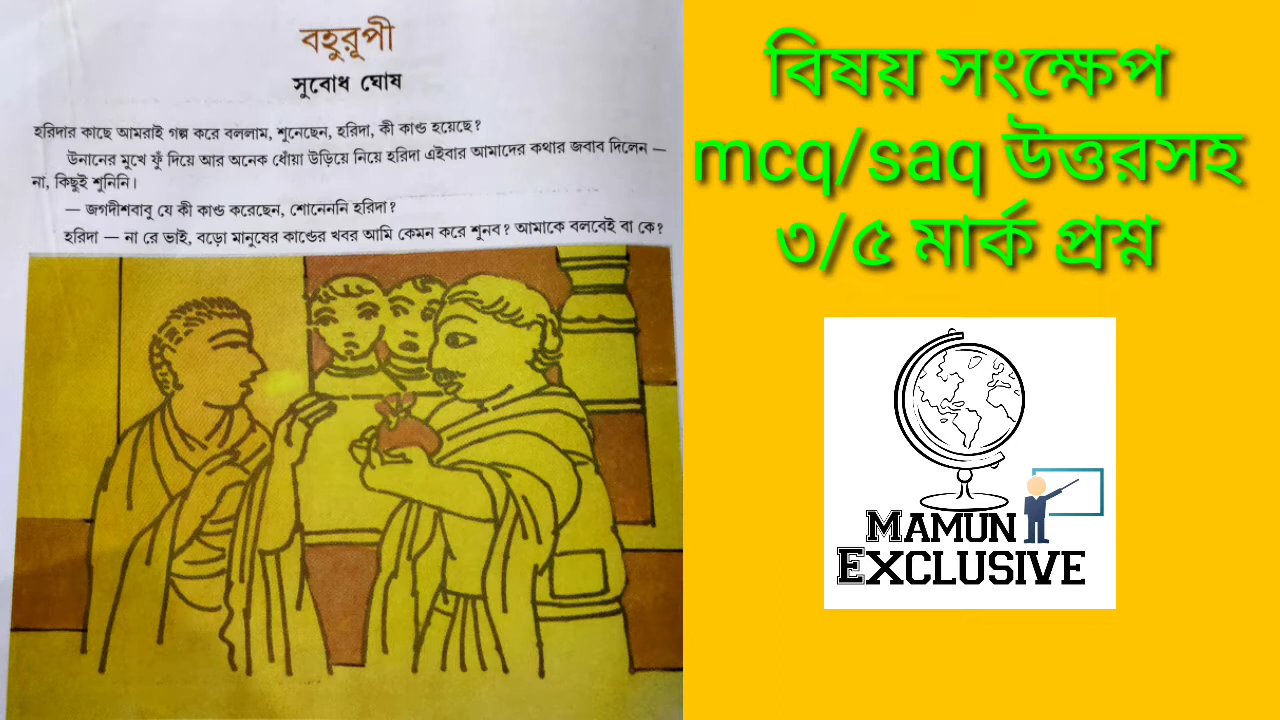 বহুরূপী
সুবোধ ঘোষ
হরিদার কাছে আমরাই গল্প করে বললাম, শুনেছেন, হরিদা, কী কাণ্ড হয়েছে?
উনানের মুখে ফুঁ দিয়ে আর অনেক ধোঁয়া উড়িয়ে নিয়ে হরিদা এইবার আমাদের কথার জবাব দিলেন —
না, কিছুই শুনিনি।
— জগদীশবাবু যে কী কাণ্ড করেছেন, শোনেননি হরিদা?
হরিদা — না রে ভাই, বড়ো মানুষের কাণ্ডের খবর আমি কেমন করে শুনব? আমাকে বলবেই বা কে?
বিষয় সংক্ষেপ
mcq/saq উত্তরসহ
৩/৫ মার্ক প্রশ্ন
MAMUN
EXCLUSIVE